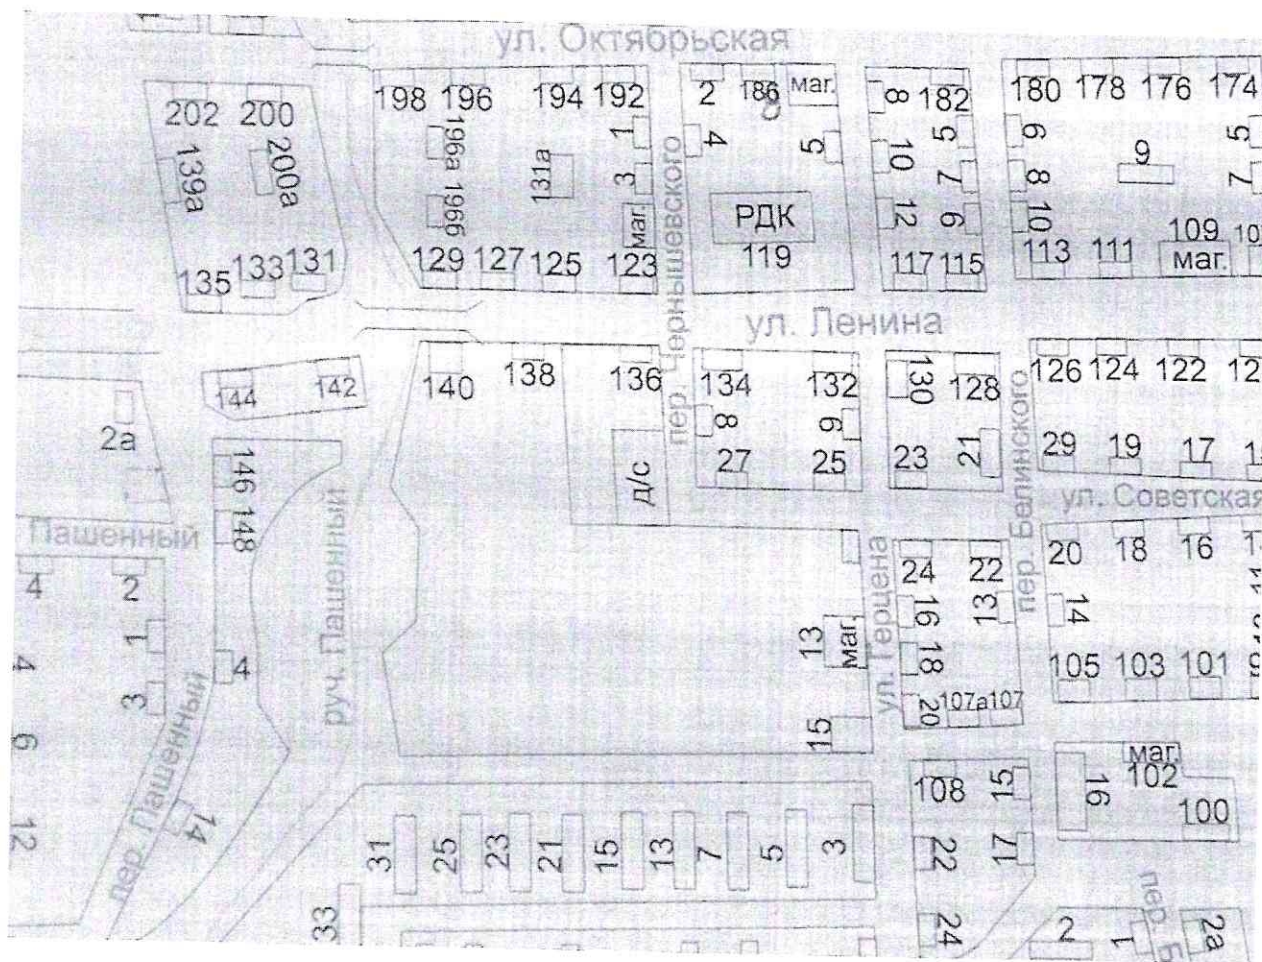 ул. Октябрьская
202 200
198 196 194 192
2 186 маг.
8 182
180 178 176 174
139а 200а
196а 196б 131а
1
3
маг.
4
5
10 5
12 7
6
6
8
10
9
5
7
РДК
119
109
маг.
135 133 131
129 127 125 123
117 115
113 111
пер. Чернышевского
ул. Ленина
144 142
140 138 136
134 132
130 128
126 124 122
2а
8
9
27 25
23 21
29 19 17
д/с
146
148
пер. Белинского
ул. Советская
Пашенный
руч. Пашенный
4 2
1
3
4
4
6
12
14
пер. Пашенный
ул. Герцена
24 22
16 13
18
20
107а 107
20 18 16
14
105 103 101
13
маг.
15
108 15
22 17
24
маг.
102
16
100
31 25 23 21 15 13 7 5 3
33
2 1
пер. Б
2а